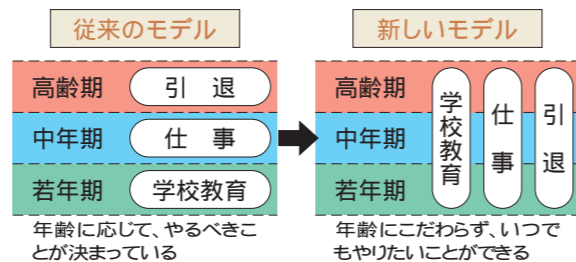 従来のモデル
高齢期 引退
中年期 仕事
若年期 学校教育
年齢に応じて、やるべきこ
とが決まっている
新しいモデル
高齢期
中年期
若年期
学校教育
仕事
引退
年齢にこだわらず、いつで
もやりたいことができる